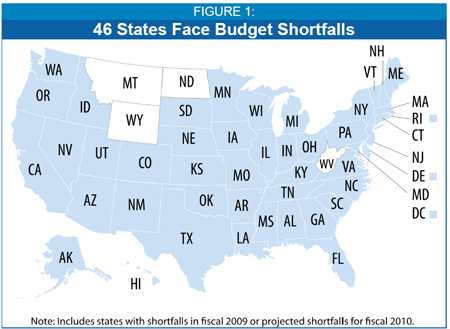 FIGURE 1:
46 States Face Budget Shortfalls
NH
WA
VT
ME
MT
ND
MN
OR
ID
WI
NY
MA
SD
MI
RI
WY
CT
IA
PA
NE
NJ
NV
IL
IN
OH
UT
DE
CO
WV
VA
KS
MO
KY
MD
CA
NC
DC
TN
OK
AR
SC
AZ
NM
MS
AL
GA
TX
LA
AK
FL
HI
Note: Includes states with shortfalls in fiscal 2009 or projected shortfalls for fiscal 2010.